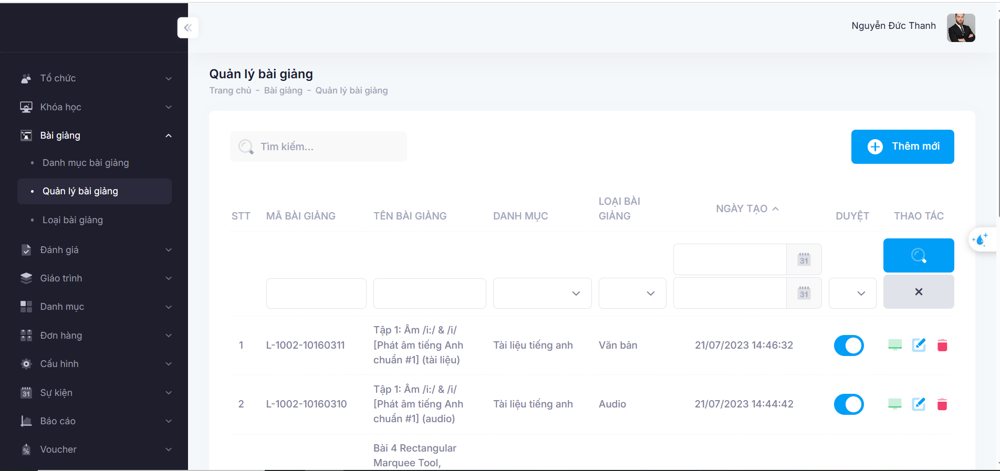 Nguyễn Đức Thanh
Tổ chức
Khóa học
Bài giảng
Danh mục bài giảng
Quản lý bài giảng
Loại bài giảng
Đánh giá
Giáo trình
Danh mục
Đơn hàng
Cấu hình
31
Sự kiện
Báo cáo
%
Voucher
Quản lý bài giảng
Trang chủ - Bài giảng - Quản lý bài giảng
Tìm kiếm...
Thêm mới
STT MÃ BÀI GIẢNG TÊN BÀI GIẢNG DANH MỤC LOẠI BÀI GIẢNG NGÀY TẠO DUYỆT THAO TÁC
31
31
1 L-1002-10160311 Tập 1: Âm /i:/ & /i/
[Phát âm tiếng Anh
chuẩn #1] (tài liệu)
Tài liệu tiếng anh Văn bản 21/07/2023 14:46:32
2 L-1002-10160310 Tập 1: Âm /i:/ & /i/
[Phát âm tiếng Anh
chuẩn #1] (audio)
Tài liệu tiếng anh Audio 21/07/2023 14:44:42
Bài 4 Rectangular
Marquee Tool,